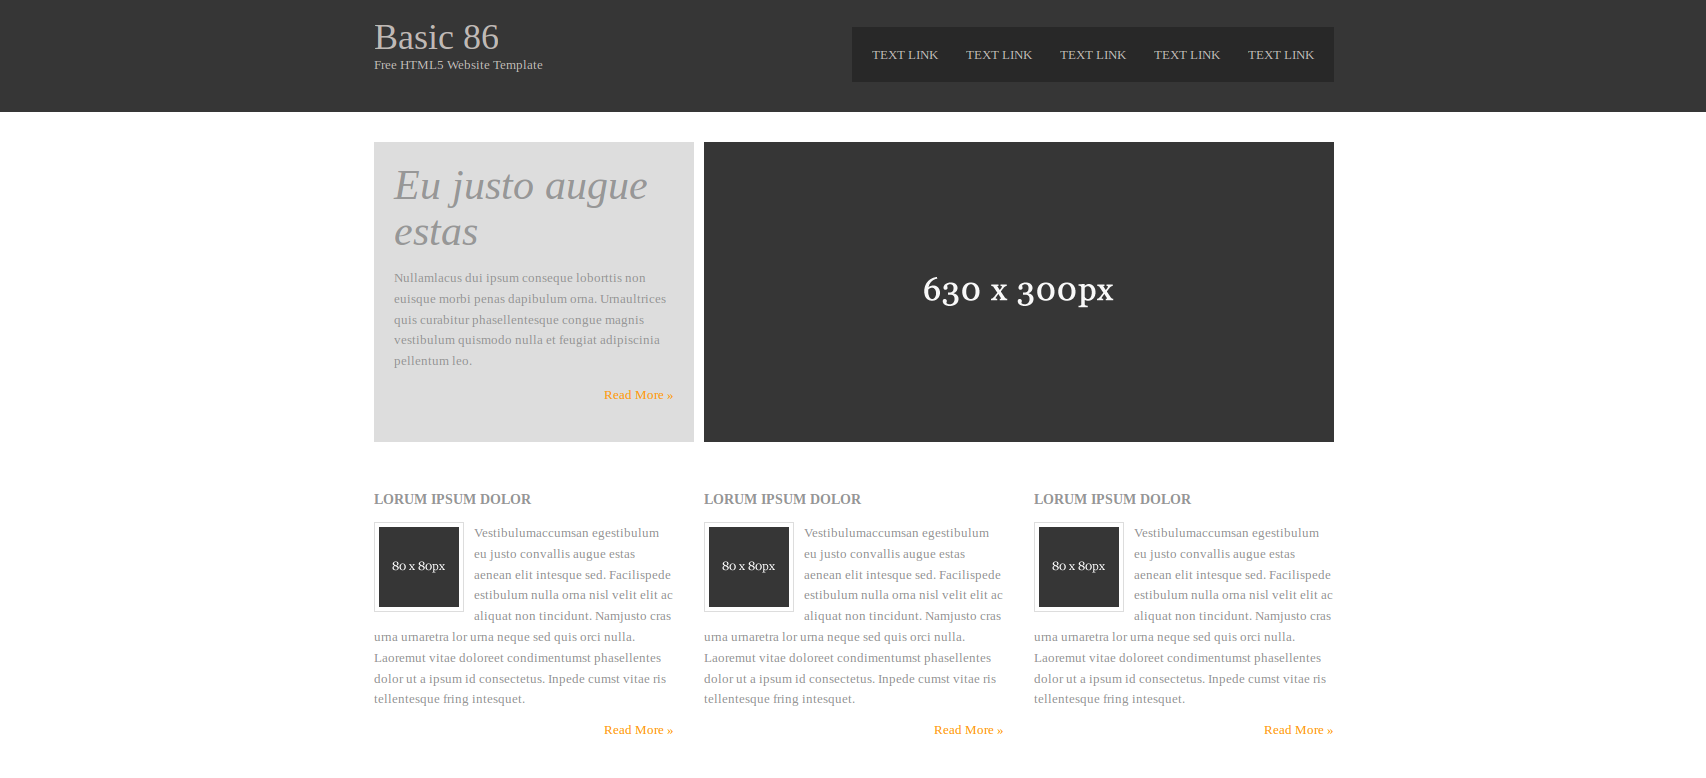 Basic 86
Free HTML5 Website Template
TEXT LINK TEXT LINK TEXT LINK TEXT LINK TEXT LINK
Eu justo augue
estas
Nullamlacus dui ipsum conseque loborttis non
euisque morbi penas dapibulum orna. Urnaultrices
quis curabitur phasellentesque congue magnis
vestibulum quismodo nulla et feugiat adipiscinia
pellentum leo.
Read More »
630 x 300px
LORUM IPSUM DOLOR
80 x 80px
Vestibulumaccumsan egestibulum
eu justo convallis augue estas
aenean elit intesque sed. Facilispede
estibulum nulla orna nisl velit elit ac
aliquat non tincidunt. Namjusto cras
urna urnaretra lor urna neque sed quis orci nulla.
Laoremut vitae doloreet condimentumst phasellentes
dolor ut a ipsum id consectetus. Inpede cumst vitae ris
tellentesque fring intesquet.
Read More »
LORUM IPSUM DOLOR
80 x 80px
Vestibulumaccumsan egestibulum
eu justo convallis augue estas
aenean elit intesque sed. Facilispede
estibulum nulla orna nisl velit elit ac
aliquat non tincidunt. Namjusto cras
urna urnaretra lor urna neque sed quis orci nulla.
Laoremut vitae doloreet condimentumst phasellentes
dolor ut a ipsum id consectetus. Inpede cumst vitae ris
tellentesque fring intesquet.
Read More »
LORUM IPSUM DOLOR
80 x 80px
Vestibulumaccumsan egestibulum
eu justo convallis augue estas
aenean elit intesque sed. Facilispede
estibulum nulla orna nisl velit elit ac
aliquat non tincidunt. Namjusto cras
urna urnaretra lor urna neque sed quis orci nulla.
Laoremut vitae doloreet condimentumst phasellentes
dolor ut a ipsum id consectetus. Inpede cumst vitae ris
tellentesque fring intesquet.
Read More »